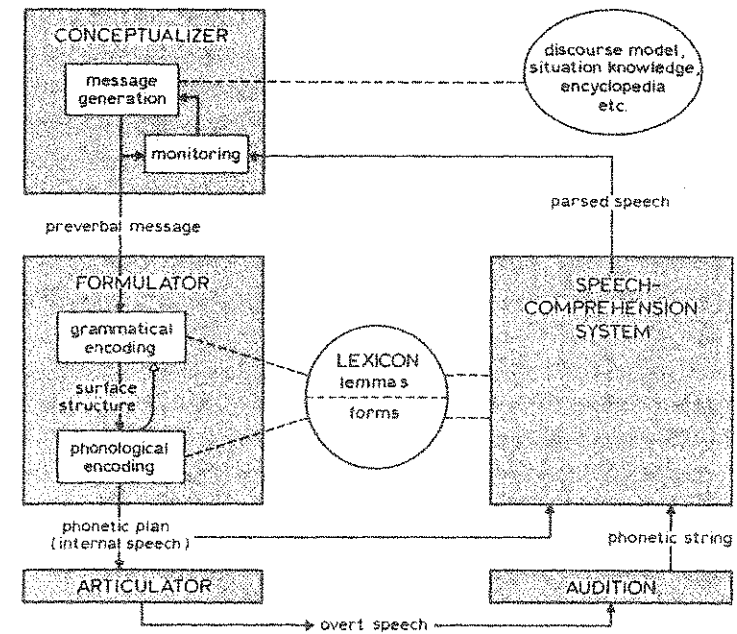 CONCEPTUALIZER
message
generation
monitoring
discourse model,
situation knowledge,
encyclopedia
etc.
parsed speech
preverbal message
FORMULATOR
grammatical
encoding
surface
structure
phonological
encoding
LEXICON
lemmas
forms
SPEECH-
COMPREHENSION
SYSTEM
phonetic plan
(internal speech)
phonetic string
ARTICULATOR
AUDITION
overt speech